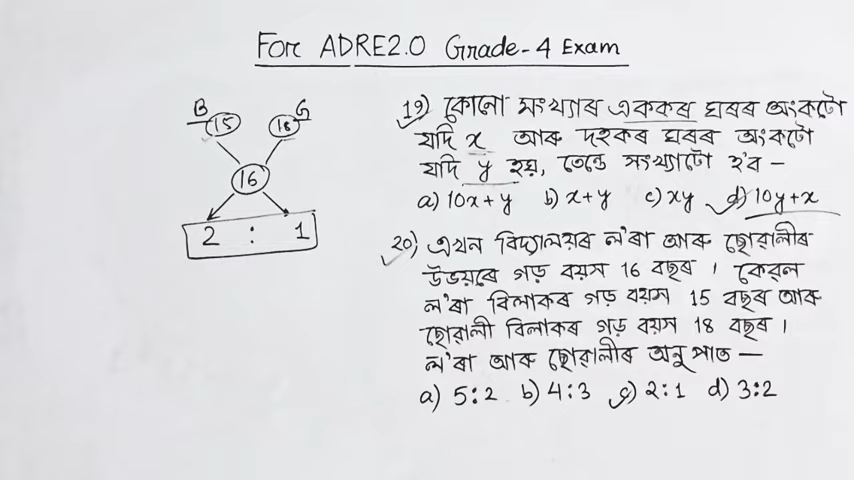 For ADRE2.0 Grade-4 Exam
B G
15 18
16
2 : 1
19) কোনো সংখ্যাৰ এককৰ ঘৰৰ অংকটো
যদি x আৰু দহকৰ ঘৰৰ অংকটো
যদি y হয়, তেন্তে সংখ্যাটো হ'ব —
a) 10x+y b) x+y c) xy d) 10y+x
20) এখন বিদ্যালয়ৰ ল'ৰা আৰু ছোৱালীৰ
উভয়ৰে গড় বয়স 16 বছৰ । কেৱল
ল'ৰা বিলাকৰ গড় বয়স 15 বছৰ আৰু
ছোৱালী বিলাকৰ গড় বয়স 18 বছৰ ।
ল'ৰা আৰু ছোৱালীৰ অনুপাত —
a) 5:2 b) 4:3 c) 2:1 d) 3:2